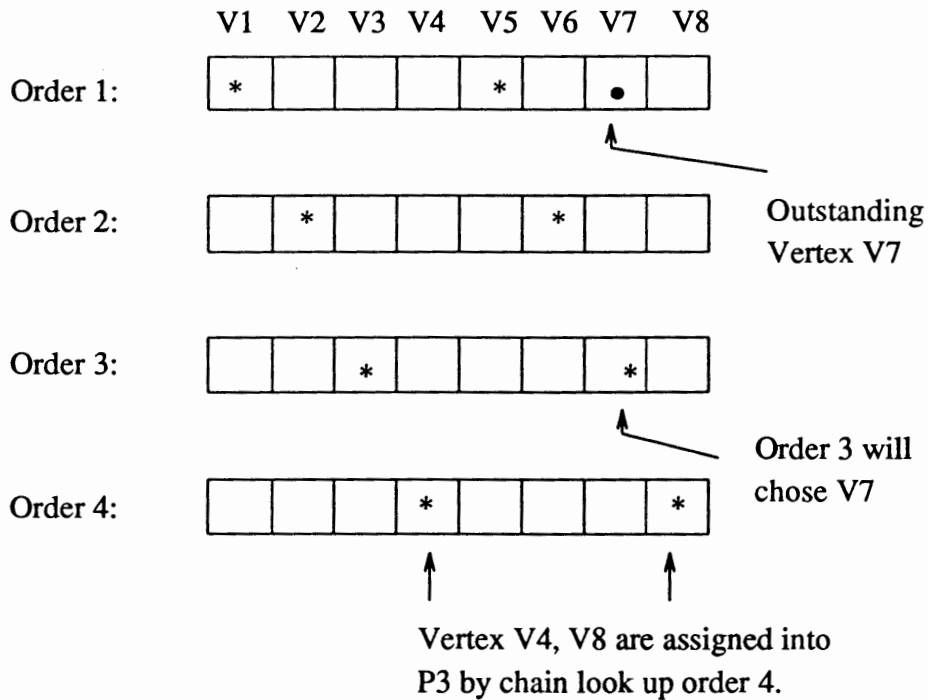 V1 V2 V3 V4 V5 V6 V7 V8
Order 1: * * •
Outstanding
Vertex V7
Order 2: * *
Order 3: * *
Order 3 will
chose V7
Order 4: * *
Vertex V4, V8 are assigned into
P3 by chain look up order 4.